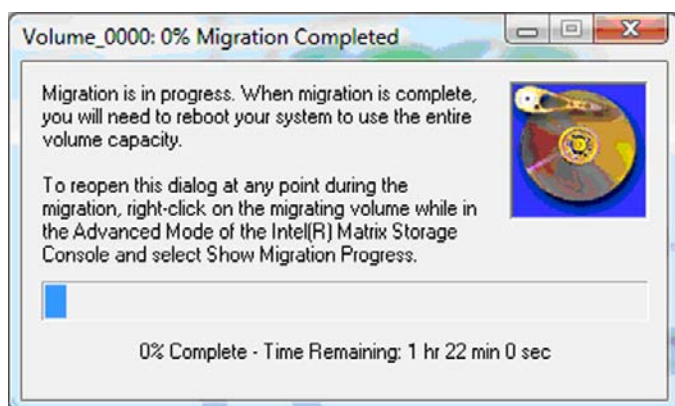 Volume_0000: 0% Migration Completed
Migration is in progress. When migration is complete,
you will need to reboot your system to use the entire
volume capacity.
To reopen this dialog at any point during the
migration, right-click on the migrating volume while in
the Advanced Mode of the Intel(R) Matrix Storage
Console and select Show Migration Progress.
0% Complete - Time Remaining: 1 hr 22 min 0 sec